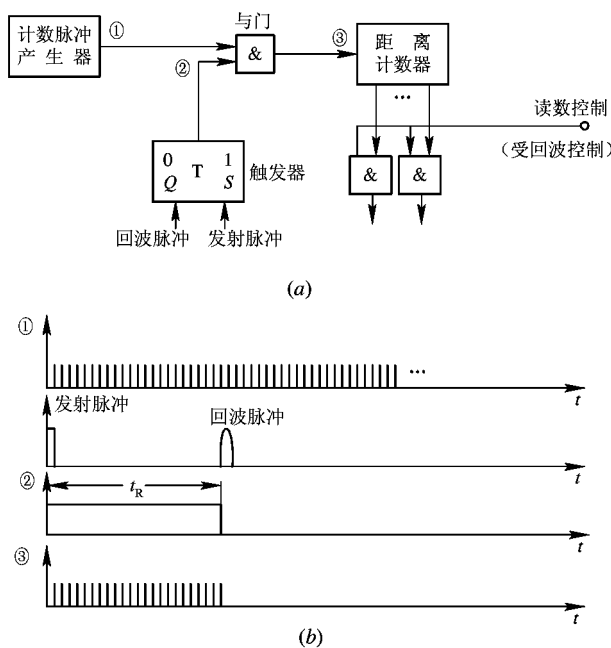 计数脉冲
产生器
①
与门
&
②
③
距离
计数器
...
读数控制
(受回波控制)
0 T 1
Q S
触发器
& &
回波脉冲 发射脉冲
(a)
①
...
t
发射脉冲
回波脉冲
t
②
tR
t
③
t
(b)